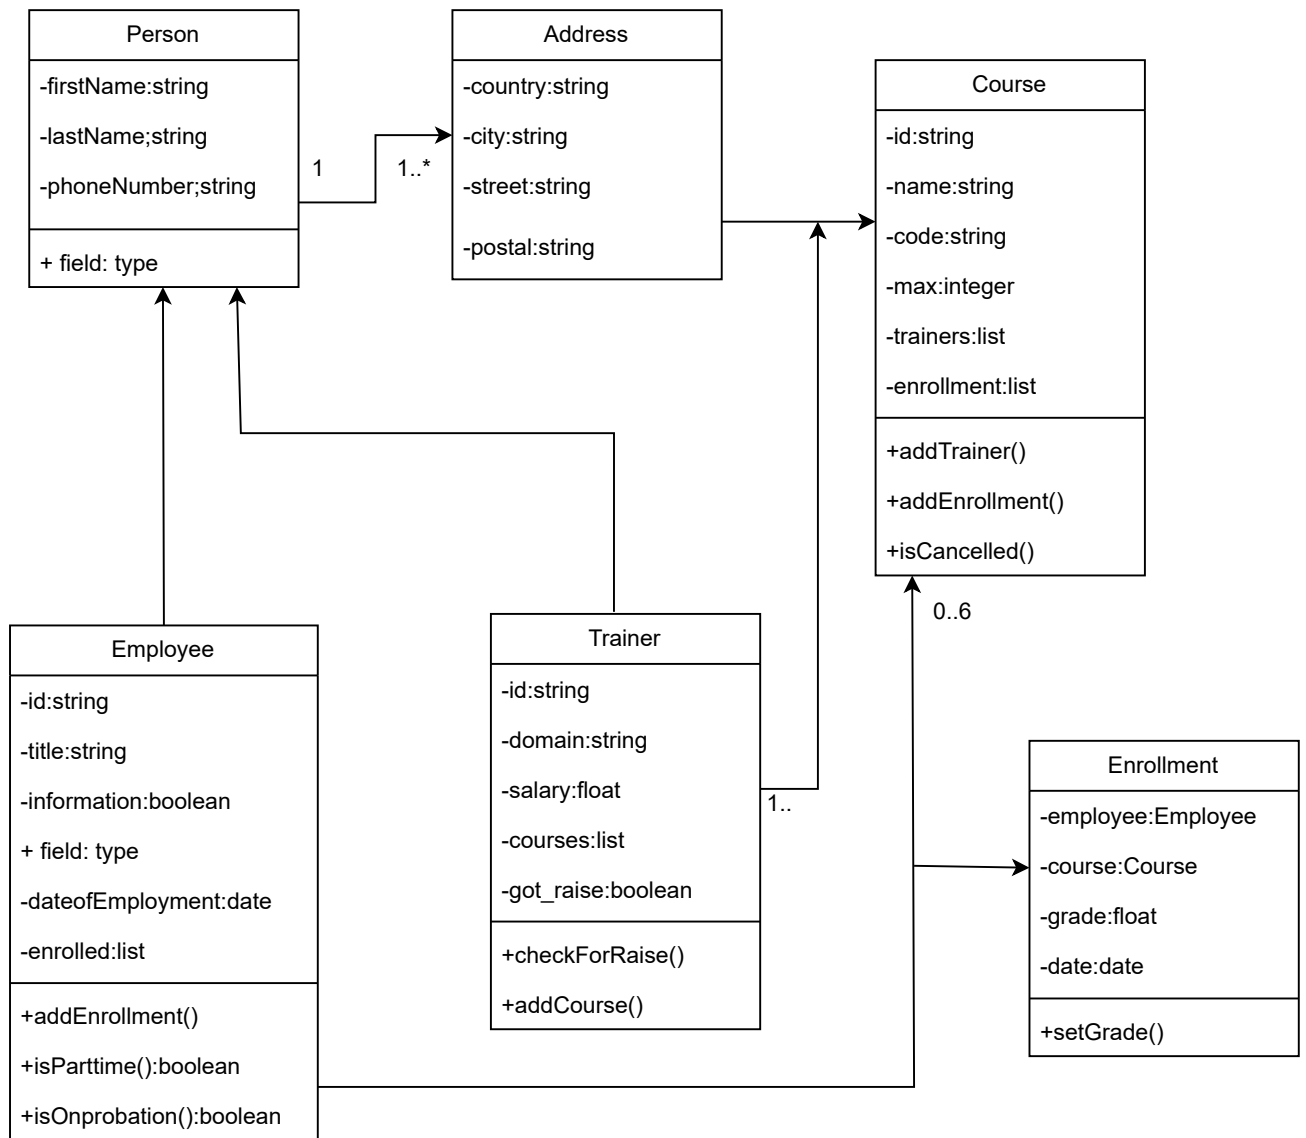 Person
-firstName:string
-lastName;string
-phoneNumber;string
+ field: type
1
1..*
Address
-country:string
-city:string
-street:string
-postal:string
Course
-id:string
-name:string
-code:string
-max:integer
-trainers:list
-enrollment:list
+addTrainer()
+addEnrollment()
+isCancelled()
0..6
Employee
-id:string
-title:string
-information:boolean
+ field: type
-dateofEmployment:date
-enrolled:list
+addEnrollment()
+isParttime():boolean
+isOnprobation():boolean
Trainer
-id:string
-domain:string
-salary:float
-courses:list
-got_raise:boolean
+checkForRaise()
+addCourse()
1..
Enrollment
-employee:Employee
-course:Course
-grade:float
-date:date
+setGrade()